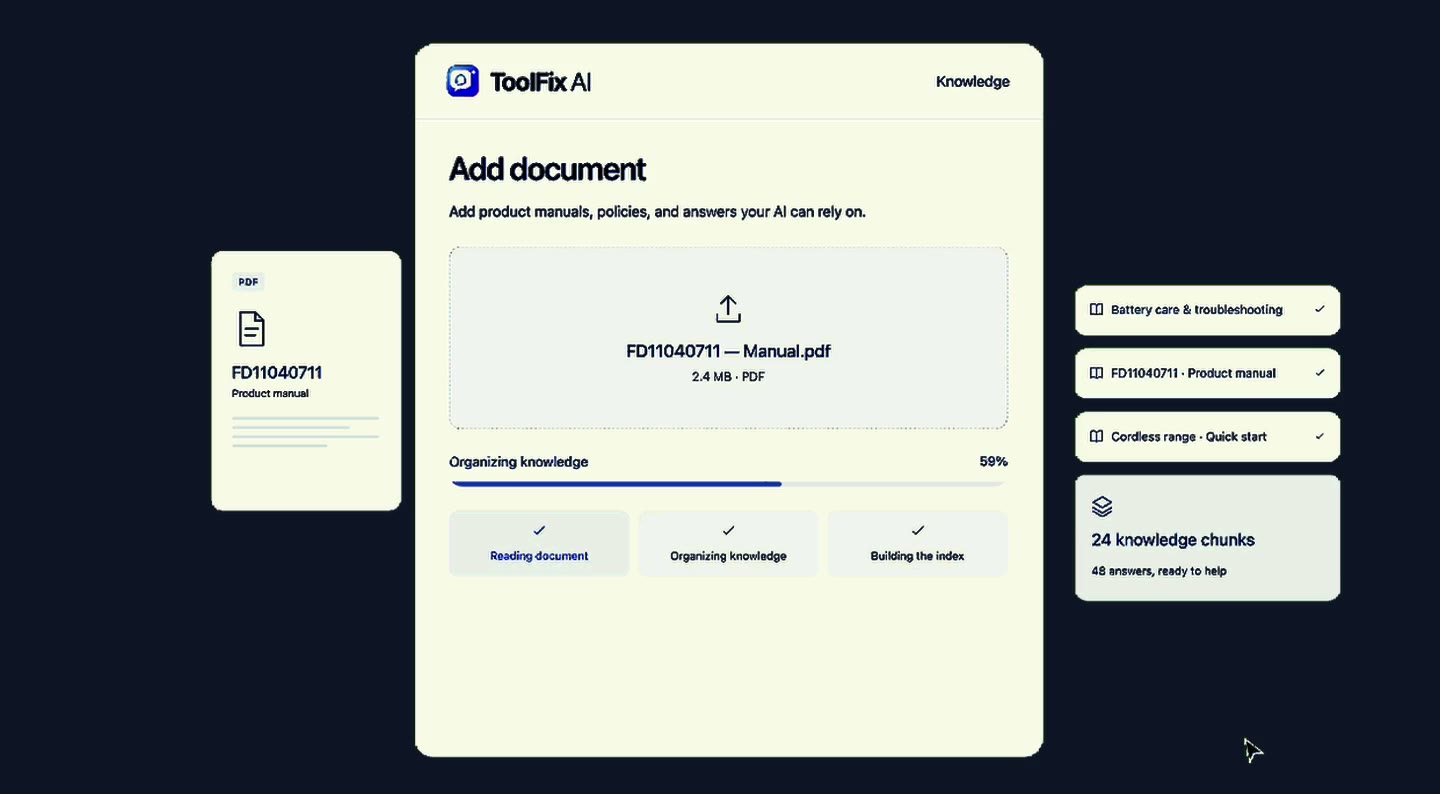 ToolFix AI
Knowledge
Add document
Add product manuals, policies, and answers your AI can rely on.
PDF
FD11040711
Product manual
FD11040711 — Manual.pdf
2.4 MB · PDF
Organizing knowledge
59%
Reading document
Organizing knowledge
Building the index
Battery care & troubleshooting
FD11040711 · Product manual
Cordless range · Quick start
24 knowledge chunks
48 answers, ready to help